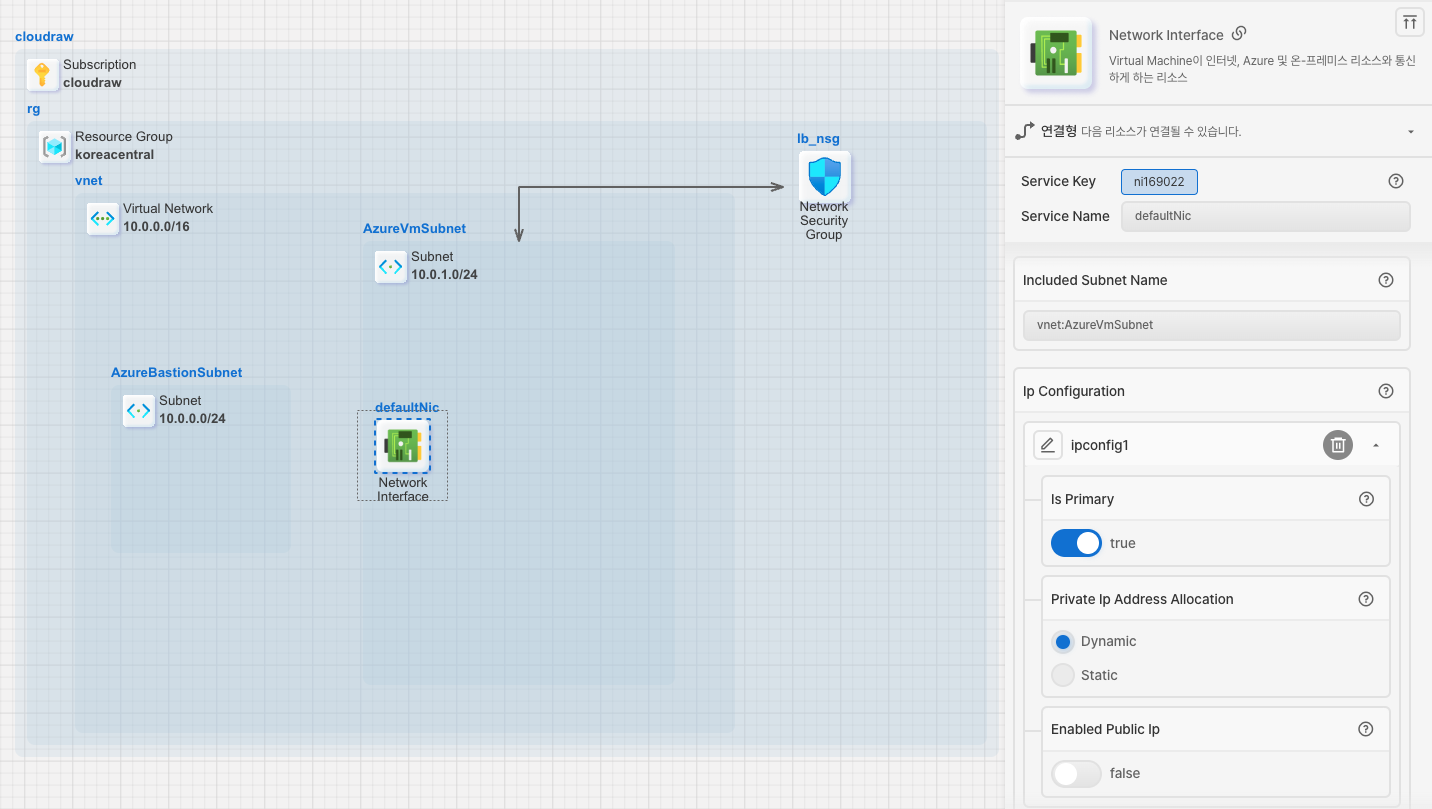 cloudraw
Subscription
cloudraw
rg
Resource Group
koreacentral
vnet
Virtual Network
10.0.0.0/16
lb_nsg
Network
Security
Group
AzureVmSubnet
Subnet
10.0.1.0/24
AzureBastionSubnet
Subnet
10.0.0.0/24
defaultNic
Network
Interface
Network Interface
Virtual Machine이 인터넷, Azure 및 온-프레미스 리소스와 통신
하게 하는 리소스
연결형 다음 리소스가 연결될 수 있습니다.
Service Key
ni169022
Service Name
defaultNic
Included Subnet Name
vnet:AzureVmSubnet
Ip Configuration
ipconfig1
Is Primary
true
Private Ip Address Allocation
Dynamic
Static
Enabled Public Ip
false